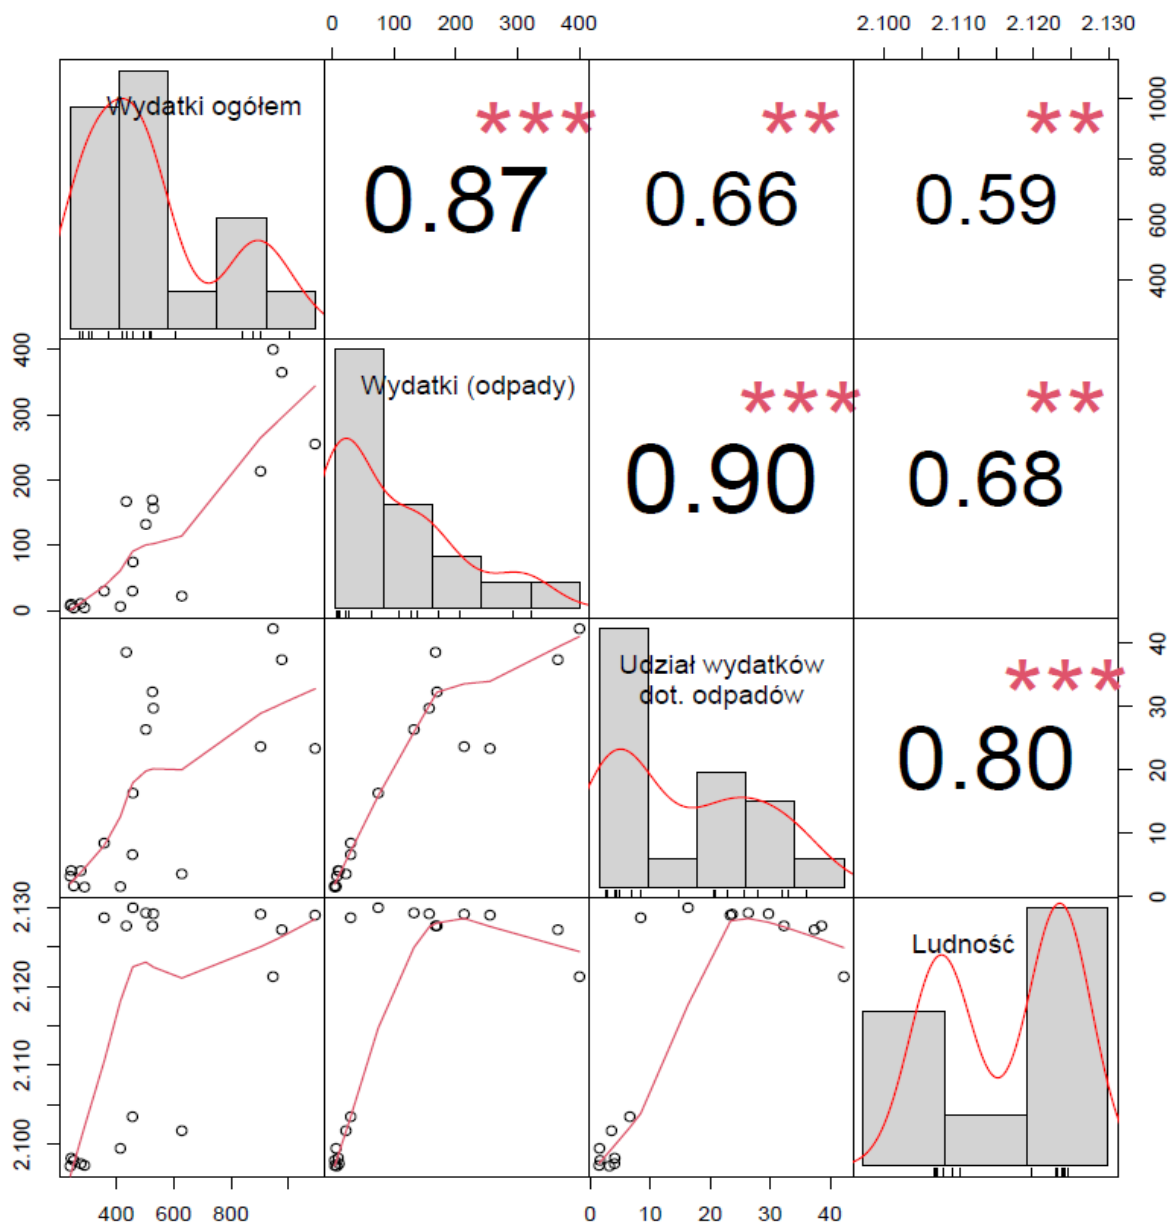 0 100 200 300 400
2.100 2.110 2.120 2.130
Wydatki ogółem
***
0.87
**
0.66
**
0.59
400 600 800 1000
0 100 200 300 400
Wydatki (odpady)
***
0.90
**
0.68
Udział wydatków
dot. odpadów
***
0.80
0 10 20 30 40
2.100 2.110 2.120 2.130
Ludność
400 600 800
0 10 20 30 40